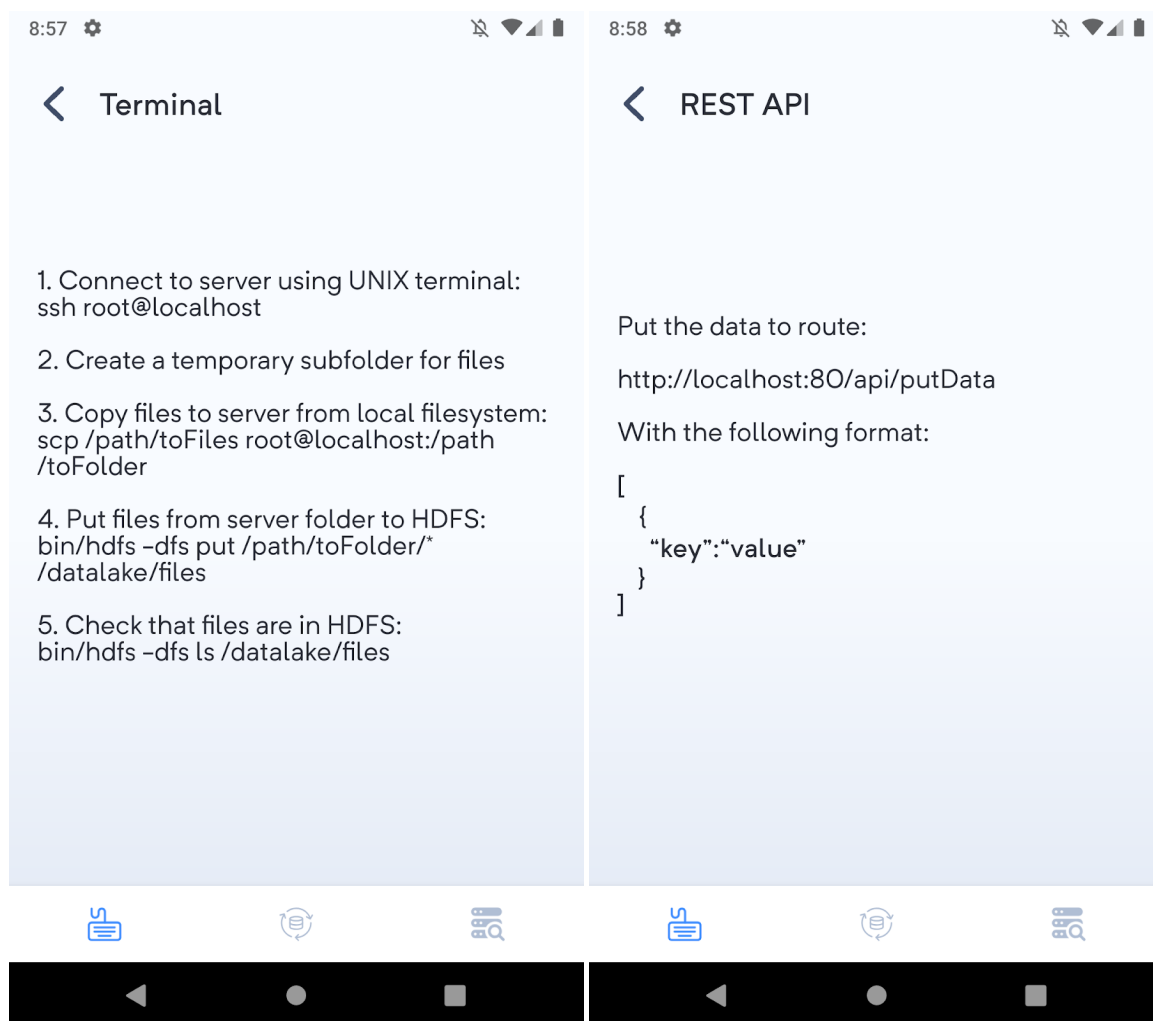 8:57
Terminal
1. Connect to server using UNIX terminal:
ssh root@localhost
2. Create a temporary subfolder for files
3. Copy files to server from local filesystem:
scp /path/toFiles root@localhost:/path
/toFolder
4. Put files from server folder to HDFS:
bin/hdfs –dfs put /path/toFolder/*
/datalake/files
5. Check that files are in HDFS:
bin/hdfs –dfs ls /datalake/files
8:58
REST API
Put the data to route:
http://localhost:80/api/putData
With the following format:
[
{
“key”:“value”
}
]